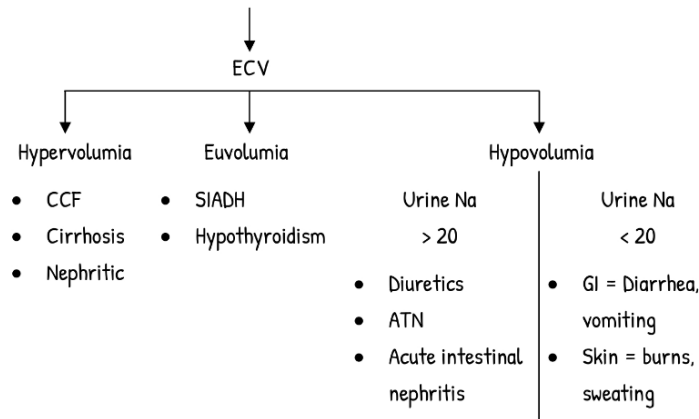 ECV
Hypervolumia
• CCF
• Cirrhosis
• Nephritic
Euvolumia
• SIADH
• Hypothyroidism
Hypovolumia
Urine Na
> 20
• Diuretics
• ATN
• Acute intestinal
nephritis
Urine Na
< 20
• GI = Diarrhea,
vomiting
• Skin = burns,
sweating